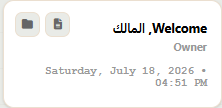 Welcome, المالك
Owner
Saturday, July 18, 2026 •
04:51 PM